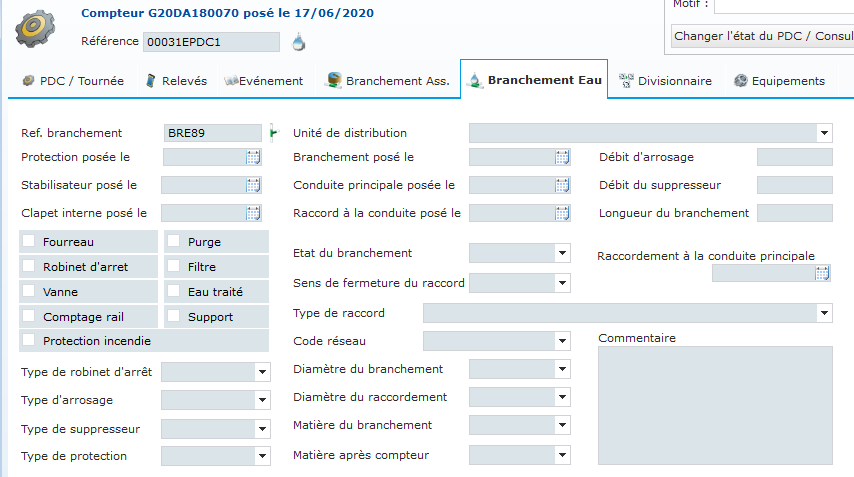 Compteur G20DA180070 posé le 17/06/2020
Motif :
Référence 00031EPDC1
Changer l'état du PDC / Consul
PDC / Tournée Relevés Evénement Branchement Ass. Branchement Eau Divisionnaire Equipements
Ref. branchement BRE89 Unité de distribution
Protection posée le Branchement posé le Débit d'arrosage
Stabilisateur posé le Conduite principale posée le Débit du suppresseur
Clapet interne posé le Raccord à la conduite posé le Longueur du branchement
Fourreau Purge
Etat du branchement Raccordement à la conduite principale
Robinet d'arret Filtre
Sens de fermeture du raccord
Vanne Eau traité
Comptage rail Support Type de raccord
Protection incendie Code réseau Commentaire
Type de robinet d'arrêt Diamètre du branchement
Type d'arrosage Diamètre du raccordement
Type de suppresseur Matière du branchement
Type de protection Matière après compteur